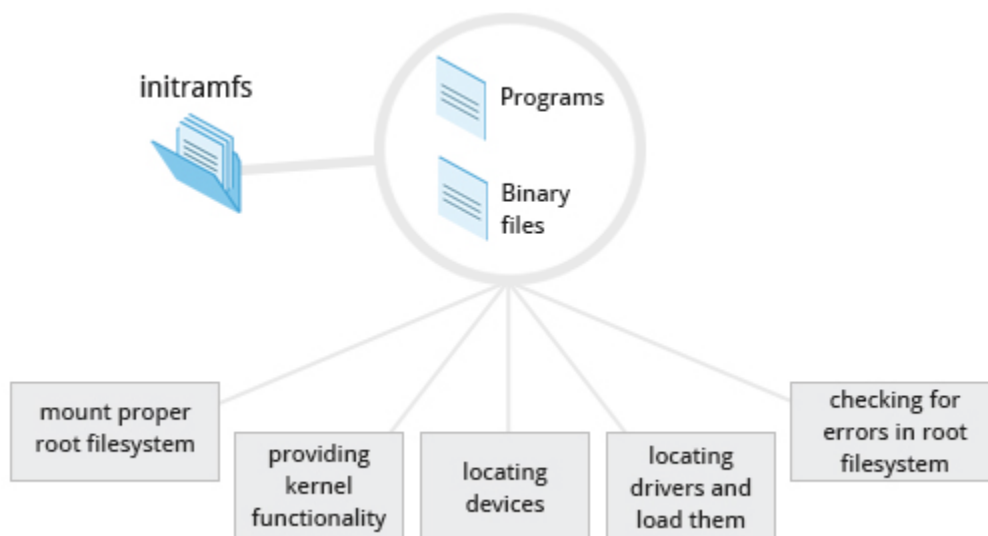 initramfs
Programs
Binary
files
mount proper
root filesystem
providing
kernel
functionality
locating
devices
locating
drivers and
load them
checking for
errors in root
filesystem